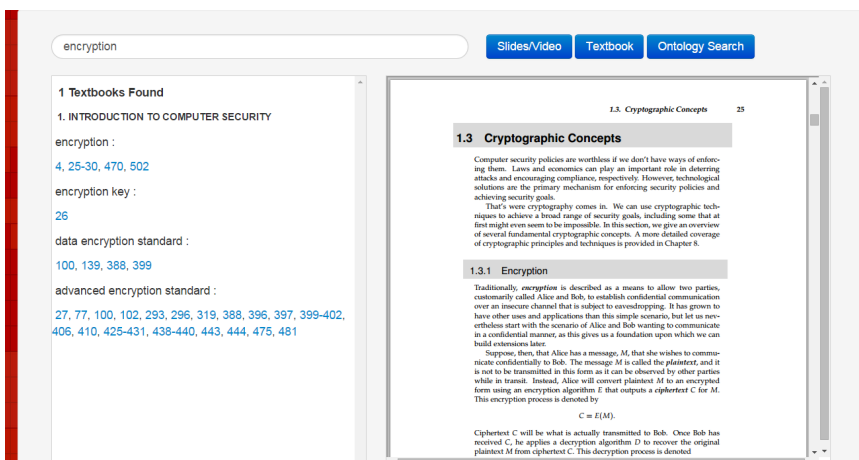 encryption
Slides/Video Textbook Ontology Search
1 Textbooks Found
1. INTRODUCTION TO COMPUTER SECURITY
encryption :
4, 25-30, 470, 502
encryption key :
26
data encryption standard :
100, 139, 388, 399
advanced encryption standard :
27, 77, 100, 102, 293, 296, 319, 388, 396, 397, 399-402,
406, 410, 425-431, 438-440, 443, 444, 475, 481
1.3. Cryptographic Concepts 25
1.3 Cryptographic Concepts
Computer security policies are worthless if we don't have ways of enforc-
ing them. Laws and economics can play an important role in deterring
attacks and encouraging compliance, respectively. However, technological
solutions are the primary mechanism for enforcing security policies and
achieving security goals.
That's were cryptography comes in. We can use cryptographic tech-
niques to achieve a broad range of security goals, including some that at
first might even seem to be impossible. In this section, we give an overview
of several fundamental cryptographic concepts. A more detailed coverage
of cryptographic principles and techniques is provided in Chapter 8.
1.3.1 Encryption
Traditionally, encryption is described as a means to allow two parties,
customarily called Alice and Bob, to establish confidential communication
over an insecure channel that is subject to eavesdropping. It has grown to
have other uses and applications than this simple scenario, but let us nev-
ertheless start with the scenario of Alice and Bob wanting to communicate
in a confidential manner, as this gives us a foundation upon which we can
build extensions later.
Suppose, then, that Alice has a message, M, that she wishes to commu-
nicate confidentially to Bob. The message M is called the plaintext, and it
is not to be transmitted in this form as it can be observed by other parties
while in transit. Instead, Alice will convert plaintext M to an encrypted
form using an encryption algorithm E that outputs a ciphertext C for M.
This encryption process is denoted by
C = E(M).
Ciphertext C will be what is actually transmitted to Bob. Once Bob has
received C, he applies a decryption algorithm D to recover the original
plaintext M from ciphertext C. This decryption process is denoted